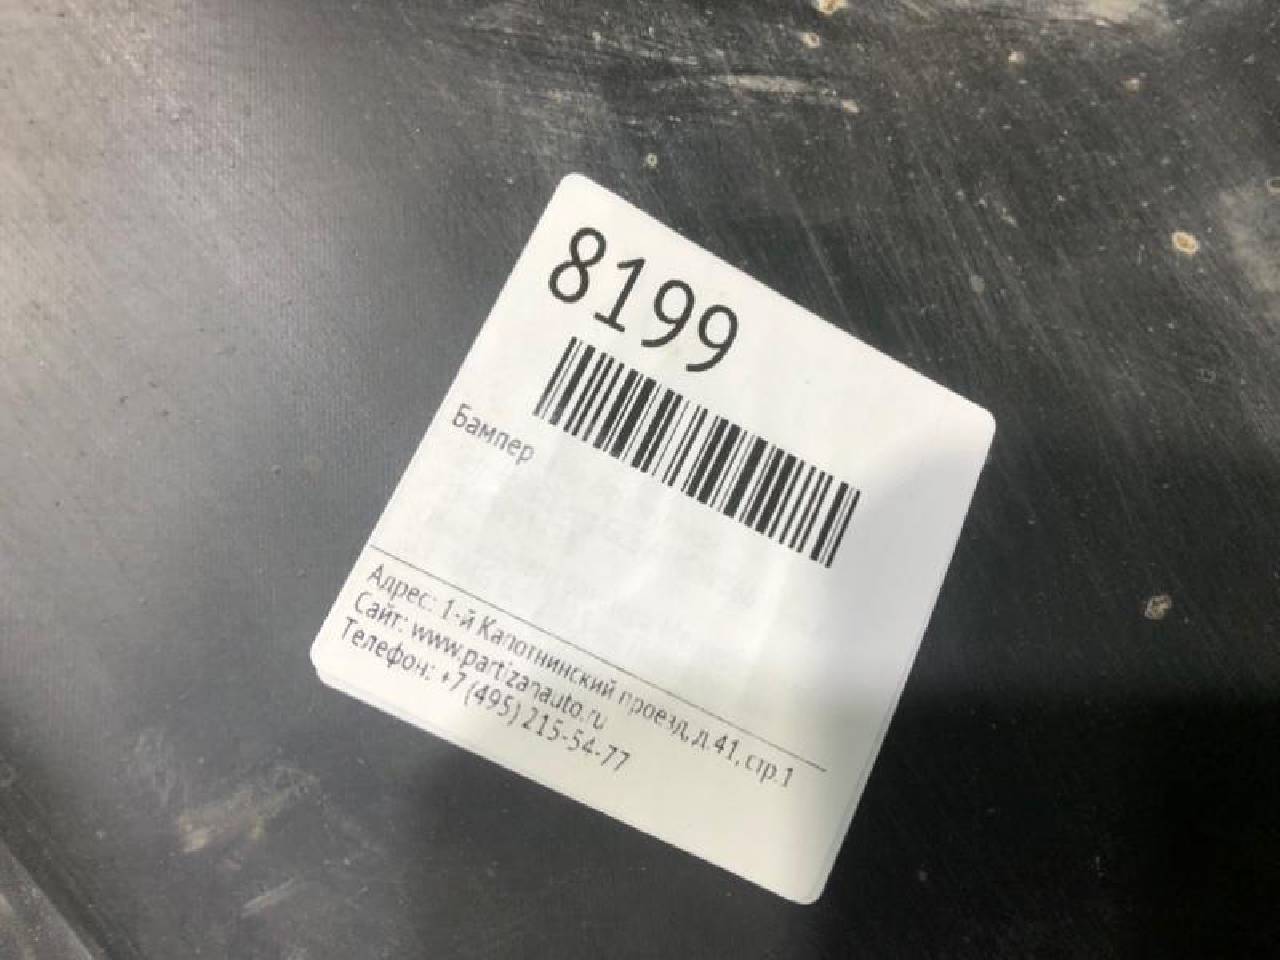 8199
Бампер
Адрес: 1-й Капотнинский проезд, д.41, стр.1
Сайт: www.partizanauto.ru
Телефон: +7 (495) 215-54-77